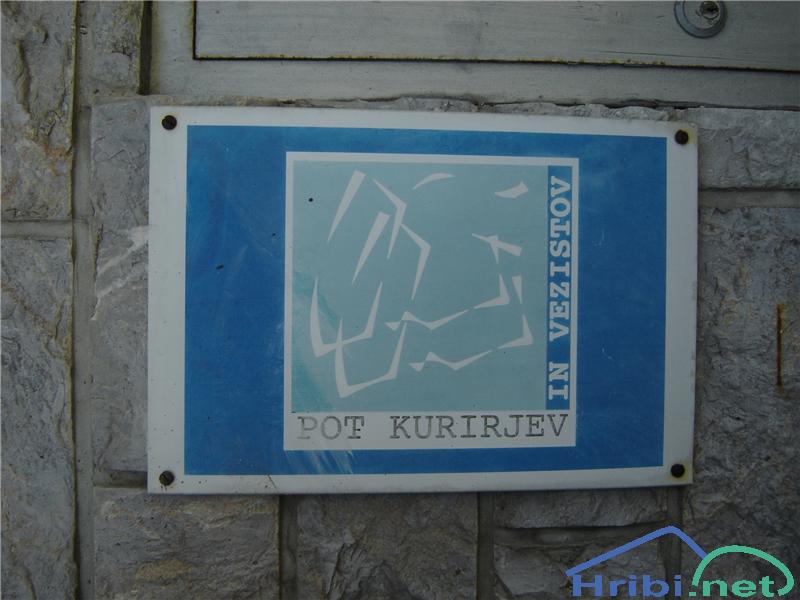 POT KURIRJEV
IN VEZISTOV
Hribi.net